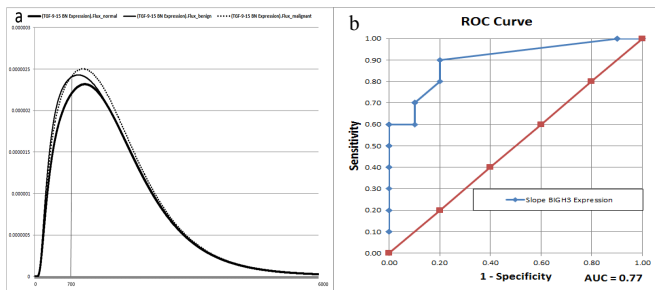 a
(TGF-9-15 BN Expression).Flux_normal (TGF-9-15 BN Expression).Flux_benign (TGF-9-15 BN Expression).Flux_malignant
0.000003
0.0000025
0.000002
0.0000015
0.000001
0.0000005
0
0 700 6000
b
ROC Curve
Sensitivity
1.00
0.90
0.80
0.70
0.60
0.50
0.40
0.30
0.20
0.10
0.00
Slope BIGH3 Expression
0.00 0.20 0.40 0.60 0.80 1.00
1 - Specificity
AUC = 0.77